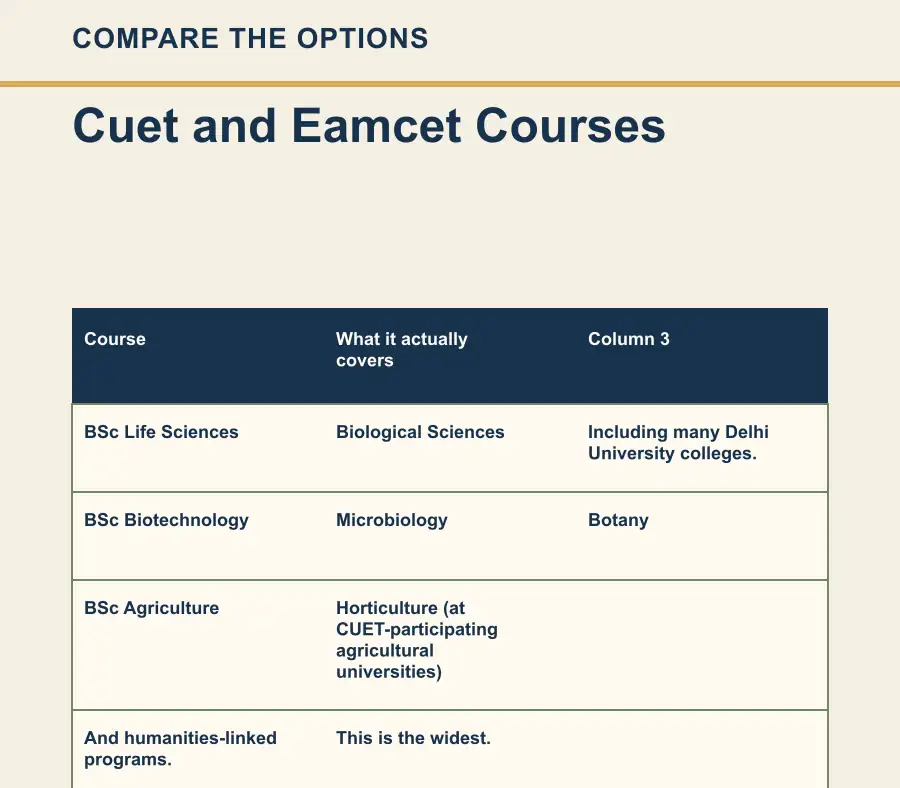 COMPARE THE OPTIONS
Cuet and Eamcet Courses
Course
What it actually
covers
Column 3
BSc Life Sciences
Biological Sciences
Including many Delhi
University colleges.
BSc Biotechnology
Microbiology
Botany
BSc Agriculture
Horticulture (at
CUET-participating
agricultural
universities)
And humanities-linked
programs.
This is the widest.